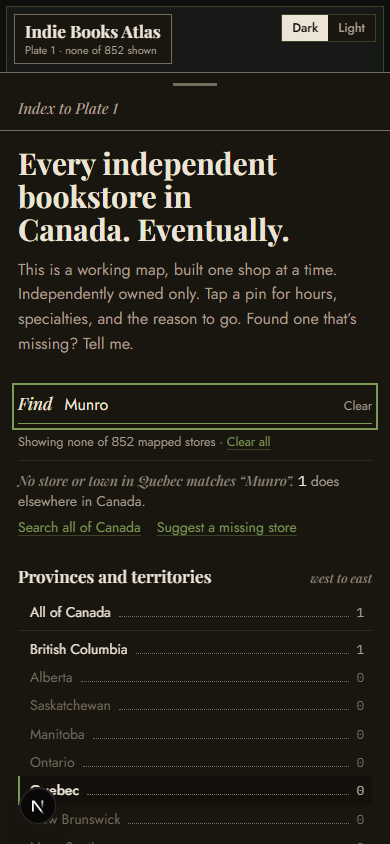 Indie Books Atlas
Plate 1 · none of 852 shown
Dark Light
Index to Plate 1
Every independent
bookstore in
Canada. Eventually.
This is a working map, built one shop at a time.
Independently owned only. Tap a pin for hours,
specialties, and the reason to go. Found one that’s
missing? Tell me.
Find Munro Clear
Showing none of 852 mapped stores · Clear all
No store or town in Quebec matches “Munro”. 1 does
elsewhere in Canada.
Search all of Canada Suggest a missing store
Provinces and territories west to east
All of Canada 1
British Columbia 1
Alberta 0
Saskatchewan 0
Manitoba 0
Ontario 0
Quebec 0
N
Brunswick 0